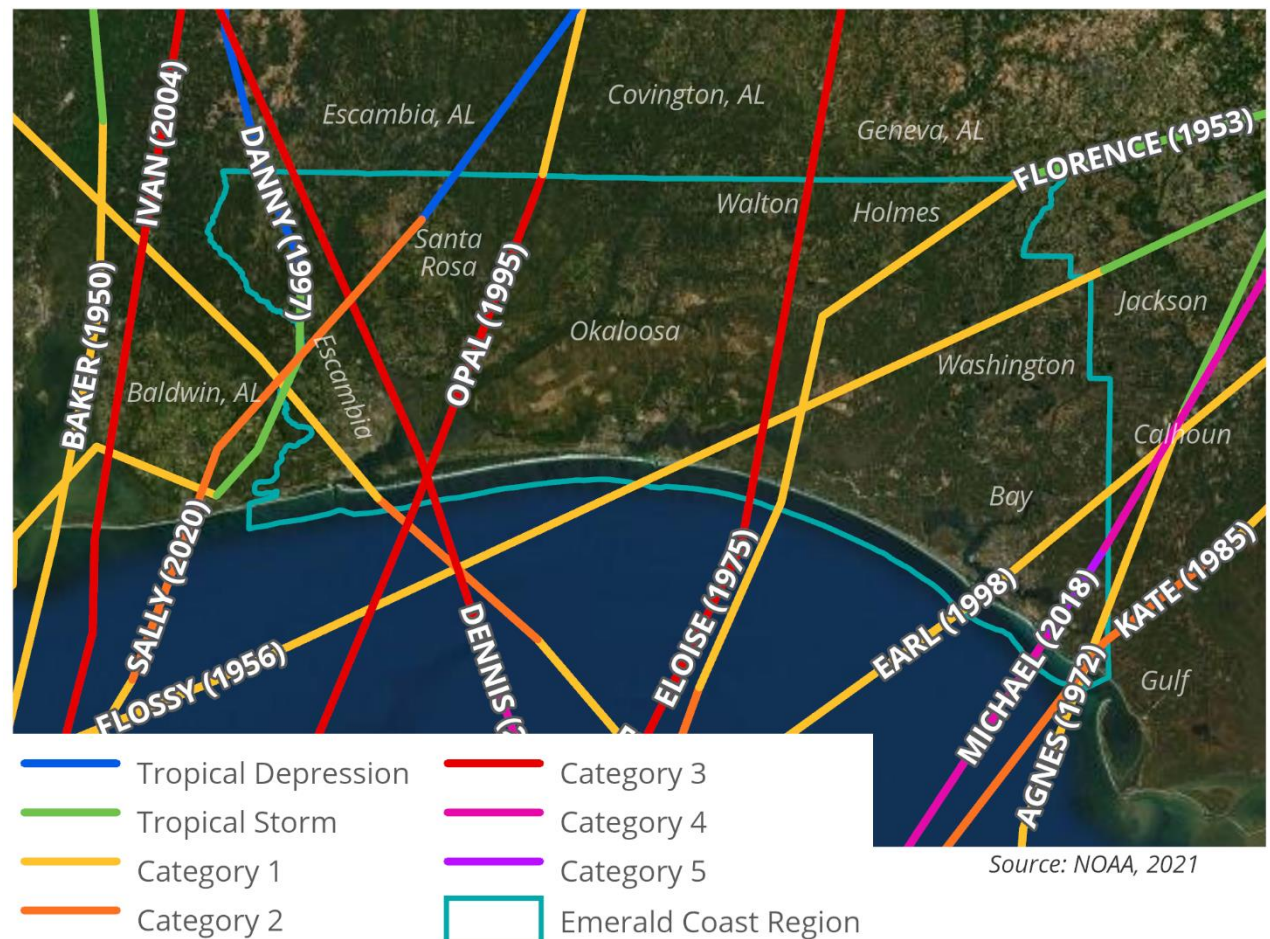 Escambia, AL
Covington, AL
Geneva, AL
FLORENCE (1953)
IVAN (2004)
DANNY (1997)
Walton
Holmes
Santa
Rosa
OPAL (1995)
BAKER (1950)
Okaloosa
Jackson
Washington
Baldwin, AL
Escambia
Calhoun
Bay
SALLY (2020)
FLOSSY (1956)
DENNIS (
ELOISE (1975)
EARL (1998)
MICHAEL (2018)
KATE (1985)
AGNES (1972)
Gulf
Tropical Depression
Tropical Storm
Category 1
Category 2
Category 3
Category 4
Category 5
Emerald Coast Region
Source: NOAA, 2021